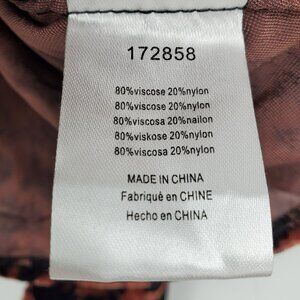 172858
80%viscose 20%nylon
80%viscose 20%nylon
80%viscosa 20%nailon
80%viskose 20%nylon
80%viscosa 20%nylon
MADE IN CHINA
Fabriqué en CHINE
Hecho en CHINA